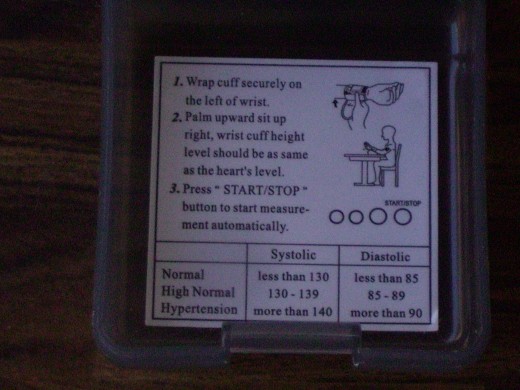 1. Wrap cuff securely on
the left of wrist.
2. Palm upward sit up
right, wrist cuff height
level should be as same
as the heart's level.
3. Press " START/STOP "
button to start measure-
ment automatically.
START/STOP
Systolic Diastolic
Normal less than 130 less than 85
High Normal 130 - 139 85 - 89
Hypertension more than 140 more than 90